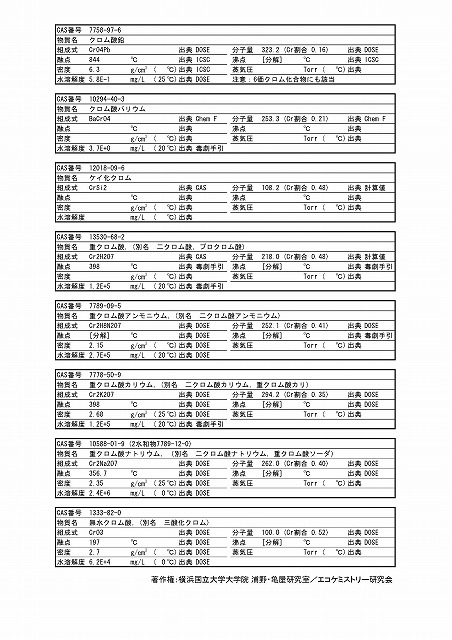 CAS番号 7758-97-6
物質名 クロム酸鉛
組成式 CrO4Pb 出典 DOSE 分子量 323.2 (Cr割合 0.16) 出典 DOSE
融点 844 ℃ 出典 ICSC 沸点 ℃ 出典 ICSC
密度 6.3 g/cm³ ( ℃) 出典 ICSC 蒸気圧 Torr ( ℃) 出典
水溶解度 5.8E-1 mg/L (25℃) 出典 DOSE 注意：6価クロム化合物にも該当
CAS番号 10294-40-3
物質名 クロム酸バリウム
組成式 BaCrO4 出典 Chem F 分子量 253.3 (Cr割合 0.21) 出典 Chem F
融点 ℃ 出典 沸点 ℃ 出典
密度 g/cm³ ( ℃) 出典 蒸気圧 Torr ( ℃) 出典
水溶解度 3.7E+0 mg/L (20℃) 出典 毒劇手引
CAS番号 12018-09-6
物質名 ケイ化クロム
組成式 CrSi2 出典 CAS 分子量 108.2 (Cr割合 0.48) 出典 計算値
融点 ℃ 出典 沸点 ℃ 出典
密度 g/cm³ ( ℃) 出典 蒸気圧 Torr ( ℃) 出典
水溶解度 mg/L ( ℃) 出典
CAS番号 13530-68-2
物質名 重クロム酸, (別名 二クロム酸, ブロクロム酸)
組成式 Cr2H2O7 出典 CAS 分子量 218.0 (Cr割合 0.48) 出典 計算値
融点 398 ℃ 出典 毒劇手引 沸点 [分解] ℃ 出典 毒劇手引
密度 g/cm³ ( ℃) 出典 蒸気圧 Torr ( ℃) 出典
水溶解度 1.2E+5 mg/L (20℃) 出典 毒劇手引
CAS番号 7789-09-5
物質名 重クロム酸アンモニウム, (別名 二クロム酸アンモニウム)
組成式 Cr2H8N2O7 出典 DOSE 分子量 252.1 (Cr割合 0.41) 出典 DOSE
融点 [分解] ℃ 出典 DOSE 沸点 [分解] ℃ 出典 毒劇手引
密度 2.15 g/cm³ ( ℃) 出典 DOSE 蒸気圧 Torr ( ℃) 出典
水溶解度 2.7E+5 mg/L (20℃) 出典 DOSE
CAS番号 7778-50-9
物質名 重クロム酸カリウム, (別名 二クロム酸カリウム, 重クロム酸カリ)
組成式 Cr2K2O7 出典 DOSE 分子量 294.2 (Cr割合 0.35) 出典 DOSE
融点 398 ℃ 出典 DOSE 沸点 [分解] ℃ 出典 DOSE
密度 2.68 g/cm³ (25℃) 出典 DOSE 蒸気圧 Torr ( ℃) 出典
水溶解度 1.2E+5 mg/L (20℃) 出典 毒劇手引
CAS番号 10588-01-9 (2水和物7789-12-0)
物質名 重クロム酸ナトリウム, (別名 二クロム酸ナトリウム, 重クロム酸ソーダ)
組成式 Cr2Na2O7 出典 DOSE 分子量 262.0 (Cr割合 0.40) 出典 DOSE
融点 356.7 ℃ 出典 DOSE 沸点 [分解] ℃ 出典 DOSE
密度 2.35 g/cm³ (25℃) 出典 DOSE 蒸気圧 Torr ( ℃) 出典
水溶解度 2.4E+6 mg/L ( 0℃) 出典 DOSE
CAS番号 1333-82-0
物質名 無水クロム酸, (別名 三酸化クロム)
組成式 CrO3 出典 DOSE 分子量 100.0 (Cr割合 0.52) 出典 DOSE
融点 197 ℃ 出典 DOSE 沸点 [分解] ℃ 出典 DOSE
密度 2.7 g/cm³ ( ℃) 出典 DOSE 蒸気圧 Torr ( ℃) 出典
水溶解度 6.2E+4 mg/L ( 0℃) 出典 DOSE
著作権：横浜国立大学大学院 浦野・亀屋研究室／エコケミストリー研究会